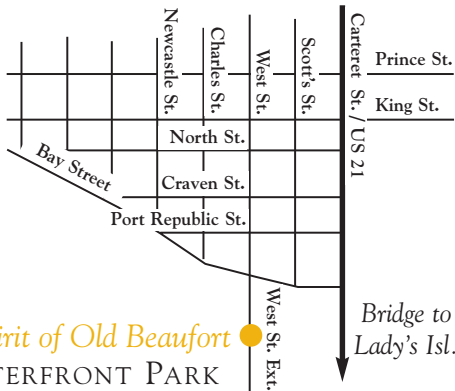 Newcastle St.
Charles St.
West St.
Scott's St.
Carteret St. / US 21
Prince St.
King St.
North St.
Bay Street
Craven St.
Port Republic St.
West St. Ext.
Bridge to
Lady's Isl.
irit of Old Beaufort
TERFRONT PARK